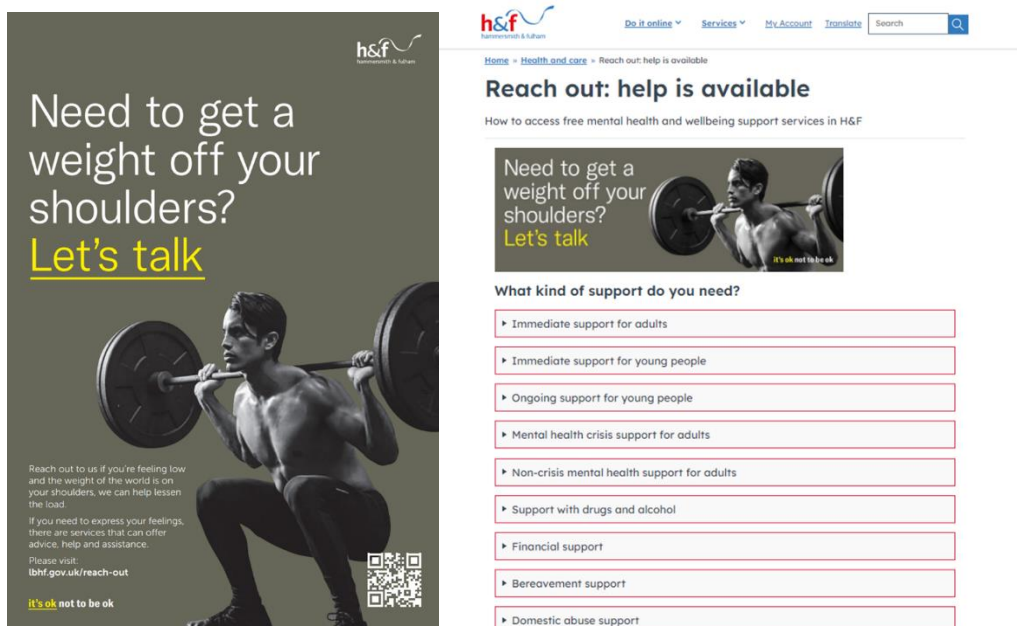 h&f
hammersmith & fulham
Need to get a
weight off your
shoulders?
Let's talk
Reach out to us if you're feeling low
and the weight of the world is on
your shoulders, we can help lessen
the load.
If you need to express your feelings,
there are services that can offer
advice, help and assistance.
Please visit:
lbhf.gov.uk/reach-out
it's ok not to be ok
h&f
hammersmith & fulham
Do it online
Services
My Account
Translate
Search
Home » Health and care » Reach out: help is available
Reach out: help is available
How to access free mental health and wellbeing support services in H&F
Need to get a
weight off your
shoulders?
Let's talk
it's ok not to be ok
What kind of support do you need?
Immediate support for adults
Immediate support for young people
Ongoing support for young people
Mental health crisis support for adults
Non-crisis mental health support for adults
Support with drugs and alcohol
Financial support
Bereavement support
Domestic abuse support